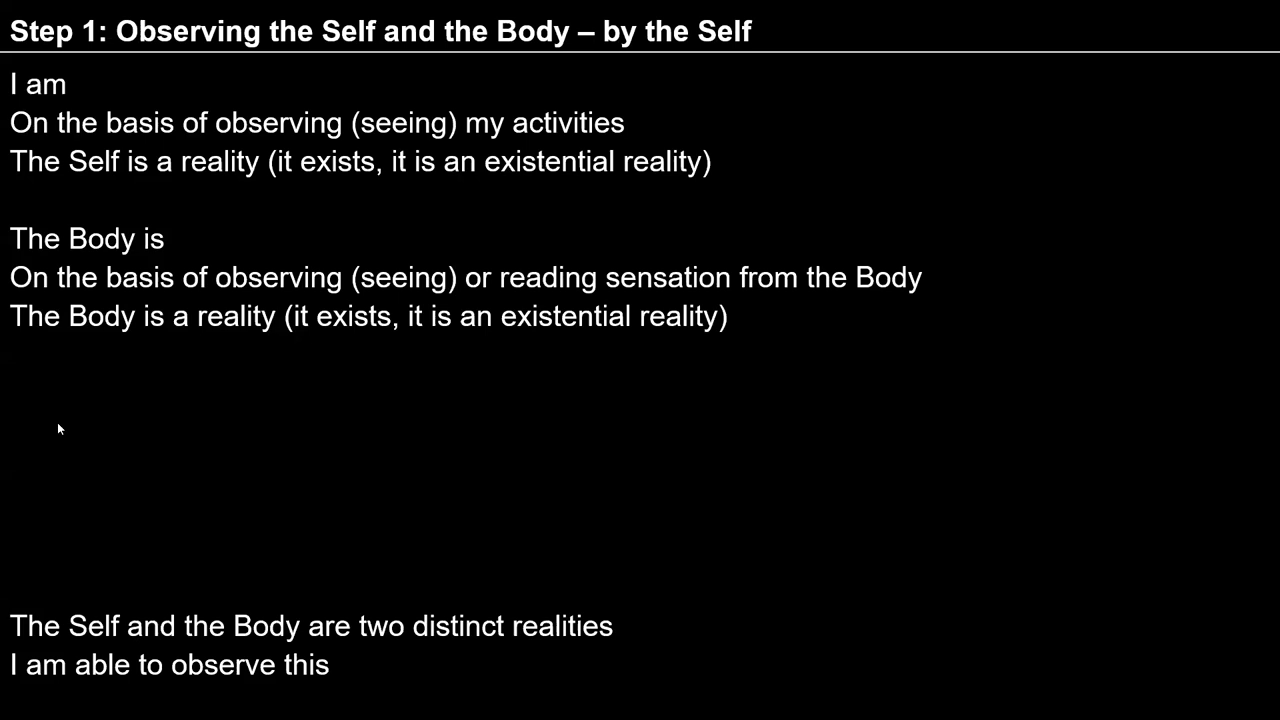 Step 1: Observing the Self and the Body – by the Self
I am
On the basis of observing (seeing) my activities
The Self is a reality (it exists, it is an existential reality)
The Body is
On the basis of observing (seeing) or reading sensation from the Body
The Body is a reality (it exists, it is an existential reality)
The Self and the Body are two distinct realities
I am able to observe this